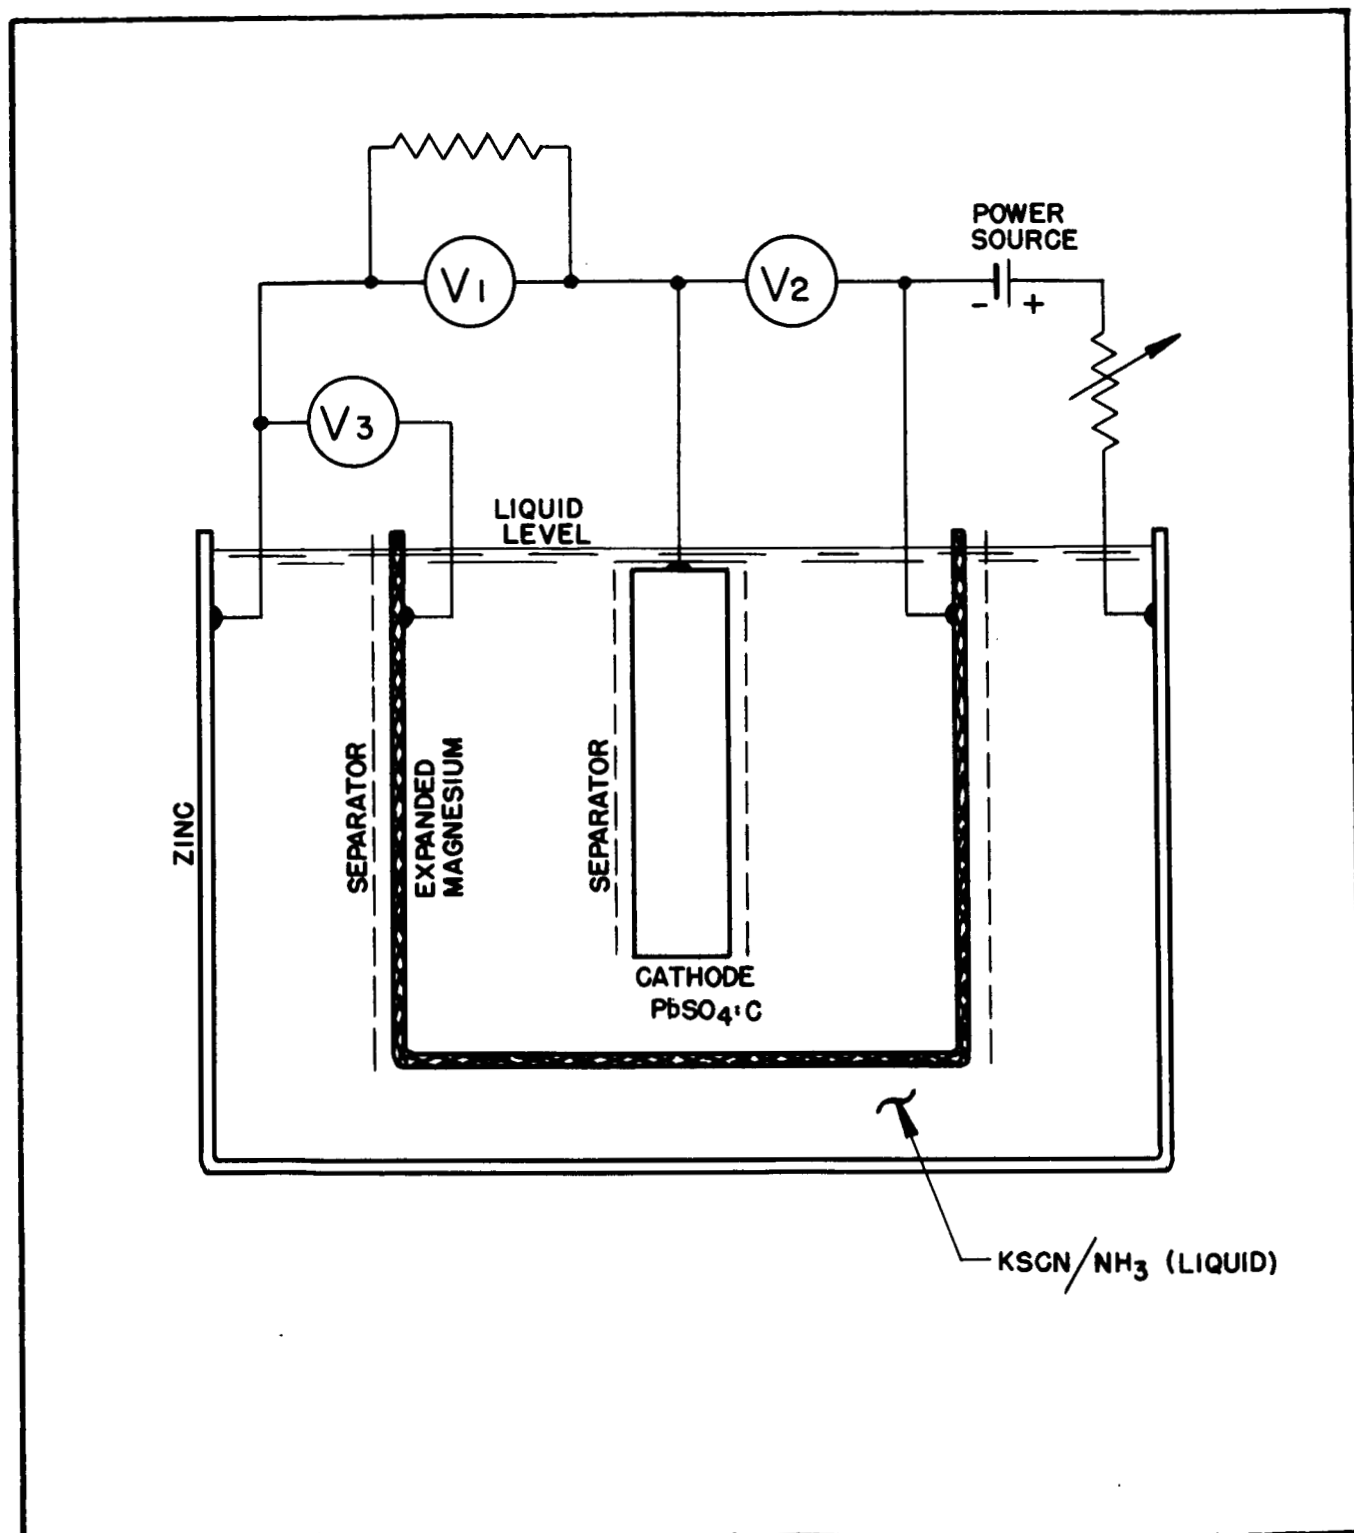 POWER
SOURCE
V1
V2
- +
V3
LIQUID
LEVEL
ZINC
SEPARATOR
EXPANDED
MAGNESIUM
SEPARATOR
CATHODE
PbSO4:C
KSCN/NH3 (LIQUID)